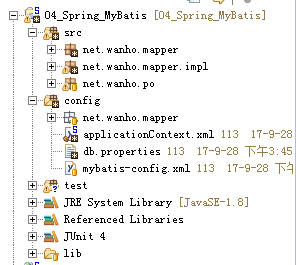 04_Spring_MyBatis [04_Spring_MyBatis]
src
net.wanho.mapper
net.wanho.mapper.impl
net.wanho.po
config
net.wanho.mapper
applicationContext.xml 113 17-9-28
db.properties 113 17-9-28 下午3:45
mybatis-config.xml 113 17-9-28 下午
test
JRE System Library [JavaSE-1.8]
Referenced Libraries
JUnit 4
lib